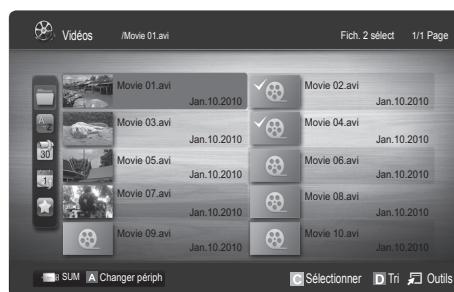 Vidéos /Movie 01.avi Fich. 2 sélect 1/1 Page
Movie 01.avi Movie 02.avi
Jan.10.2010 Jan.10.2010
Movie 03.avi Movie 04.avi
Jan.10.2010 Jan.10.2010
Movie 05.avi Movie 06.avi
Jan.10.2010 Jan.10.2010
Movie 07.avi Movie 08.avi
Jan.10.2010 Jan.10.2010
Movie 09.avi Movie 10.avi
Jan.10.2010 Jan.10.2010
SUM A Changer périph C Sélectionner D Tri Outils